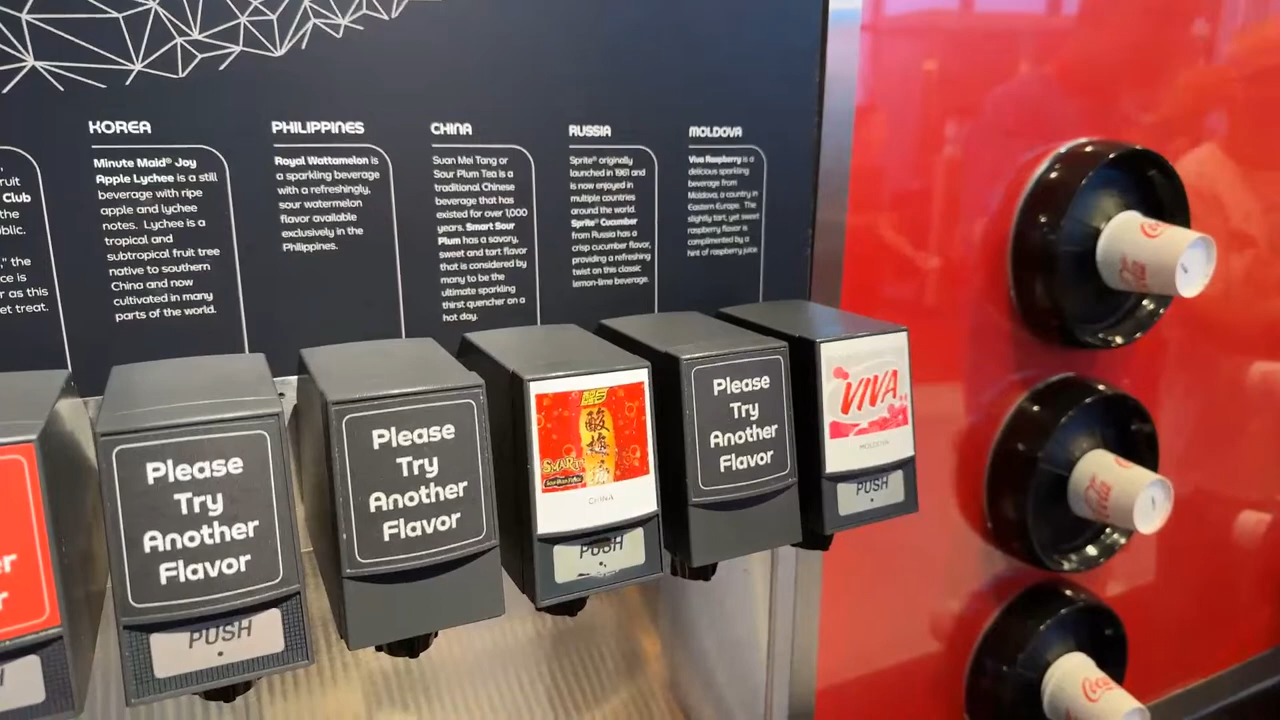 ,"
ruit
Club
the
blic.
," the
ce is
r as this
et treat.
KOREA
Minute Maid® Joy
Apple Lychee is a still
beverage with ripe
apple and lychee
notes. Lychee is a
tropical and
subtropical fruit tree
native to southern
China and now
cultivated in many
parts of the world.
PHILIPPINES
Royal Wattamelon is
a sparkling beverage
with a refreshingly,
sour watermelon
flavor available
exclusively in the
Philippines.
CHINA
Suan Mei Tang or
Sour Plum Tea is a
traditional Chinese
beverage that has
existed for over 1,000
years. Smart Sour
Plum has a savory,
sweet and tart flavor
that is considered by
many to be the
ultimate sparkling
thirst quencher on a
hot day.
RUSSIA
Sprite® originally
launched in 1961 and
is now enjoyed in
multiple countries
around the world.
Sprite® Cucumber
from Russia has a
crisp cucumber flavor,
providing a refreshing
twist on this classic
lemon-lime beverage.
MOLDOVA
Viva Raspberry is a
delicious sparkling
beverage from
Moldova, a country in
Eastern Europe. The
slightly tart, yet sweet
raspberry flavor is
complimented by a
hint of raspberry juice.
er
r
H
Please
Try
Another
Flavor
PUSH
Please
Try
Another
Flavor
酸
梅
SMART
CHINA
PUSH
Please
Try
Another
Flavor
VIVA
MOLDOVA
PUSH
Coca-Cola